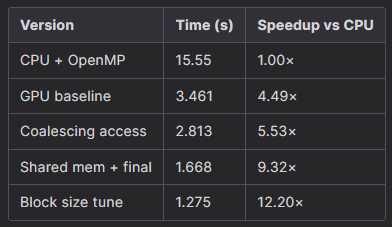 Version Time (s) Speedup vs CPU
CPU + OpenMP 15.55 1.00×
GPU baseline 3.461 4.49×
Coalescing access 2.813 5.53×
Shared mem + final 1.668 9.32×
Block size tune 1.275 12.20×